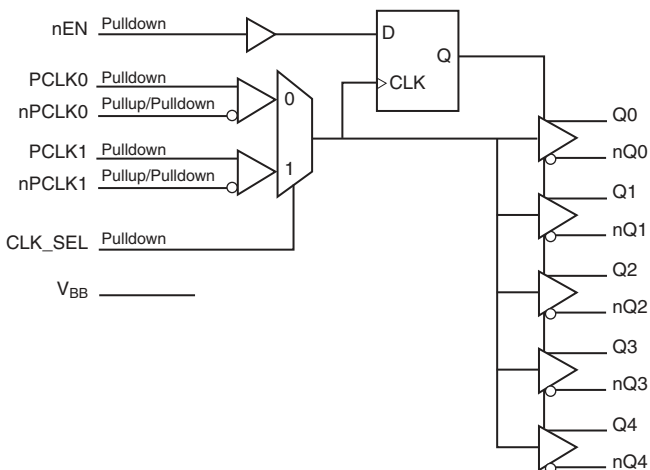 nEN Pulldown
D
Q
CLK
PCLK0 Pulldown
nPCLK0 Pullup/Pulldown
0
PCLK1 Pulldown
nPCLK1 Pullup/Pulldown
1
CLK_SEL Pulldown
VBB
Q0
nQ0
Q1
nQ1
Q2
nQ2
Q3
nQ3
Q4
nQ4